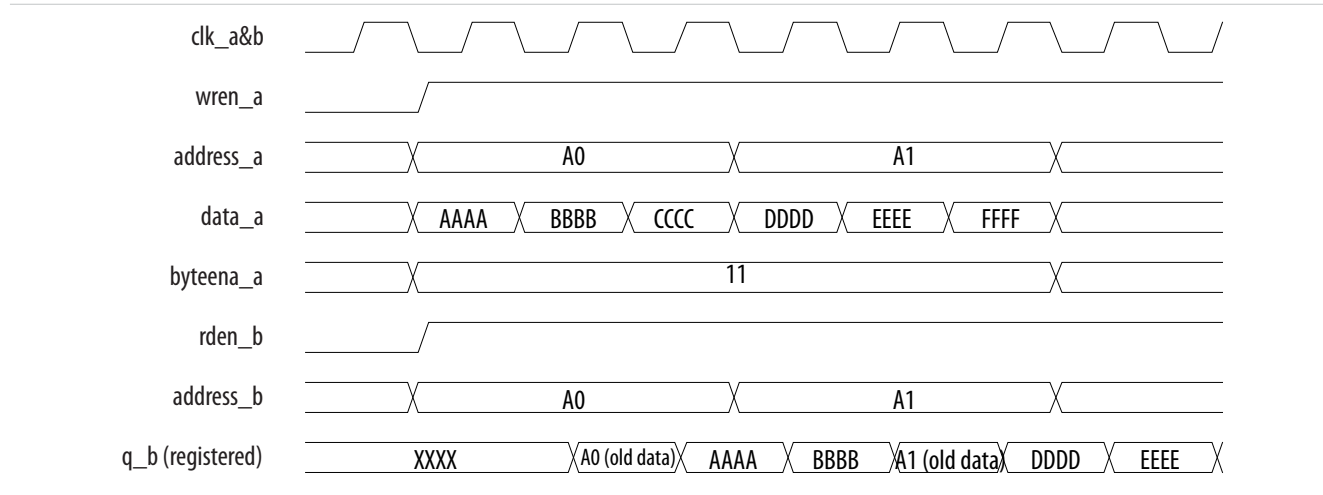 clk_a&b
wren_a
address_a A0 A1
data_a AAAA BBBB CCCC DDDD EEEE FFFF
byteena_a 11
rden_b
address_b A0 A1
q_b (registered) XXXX A0 (old data) AAAA BBBB A1 (old data) DDDD EEEE